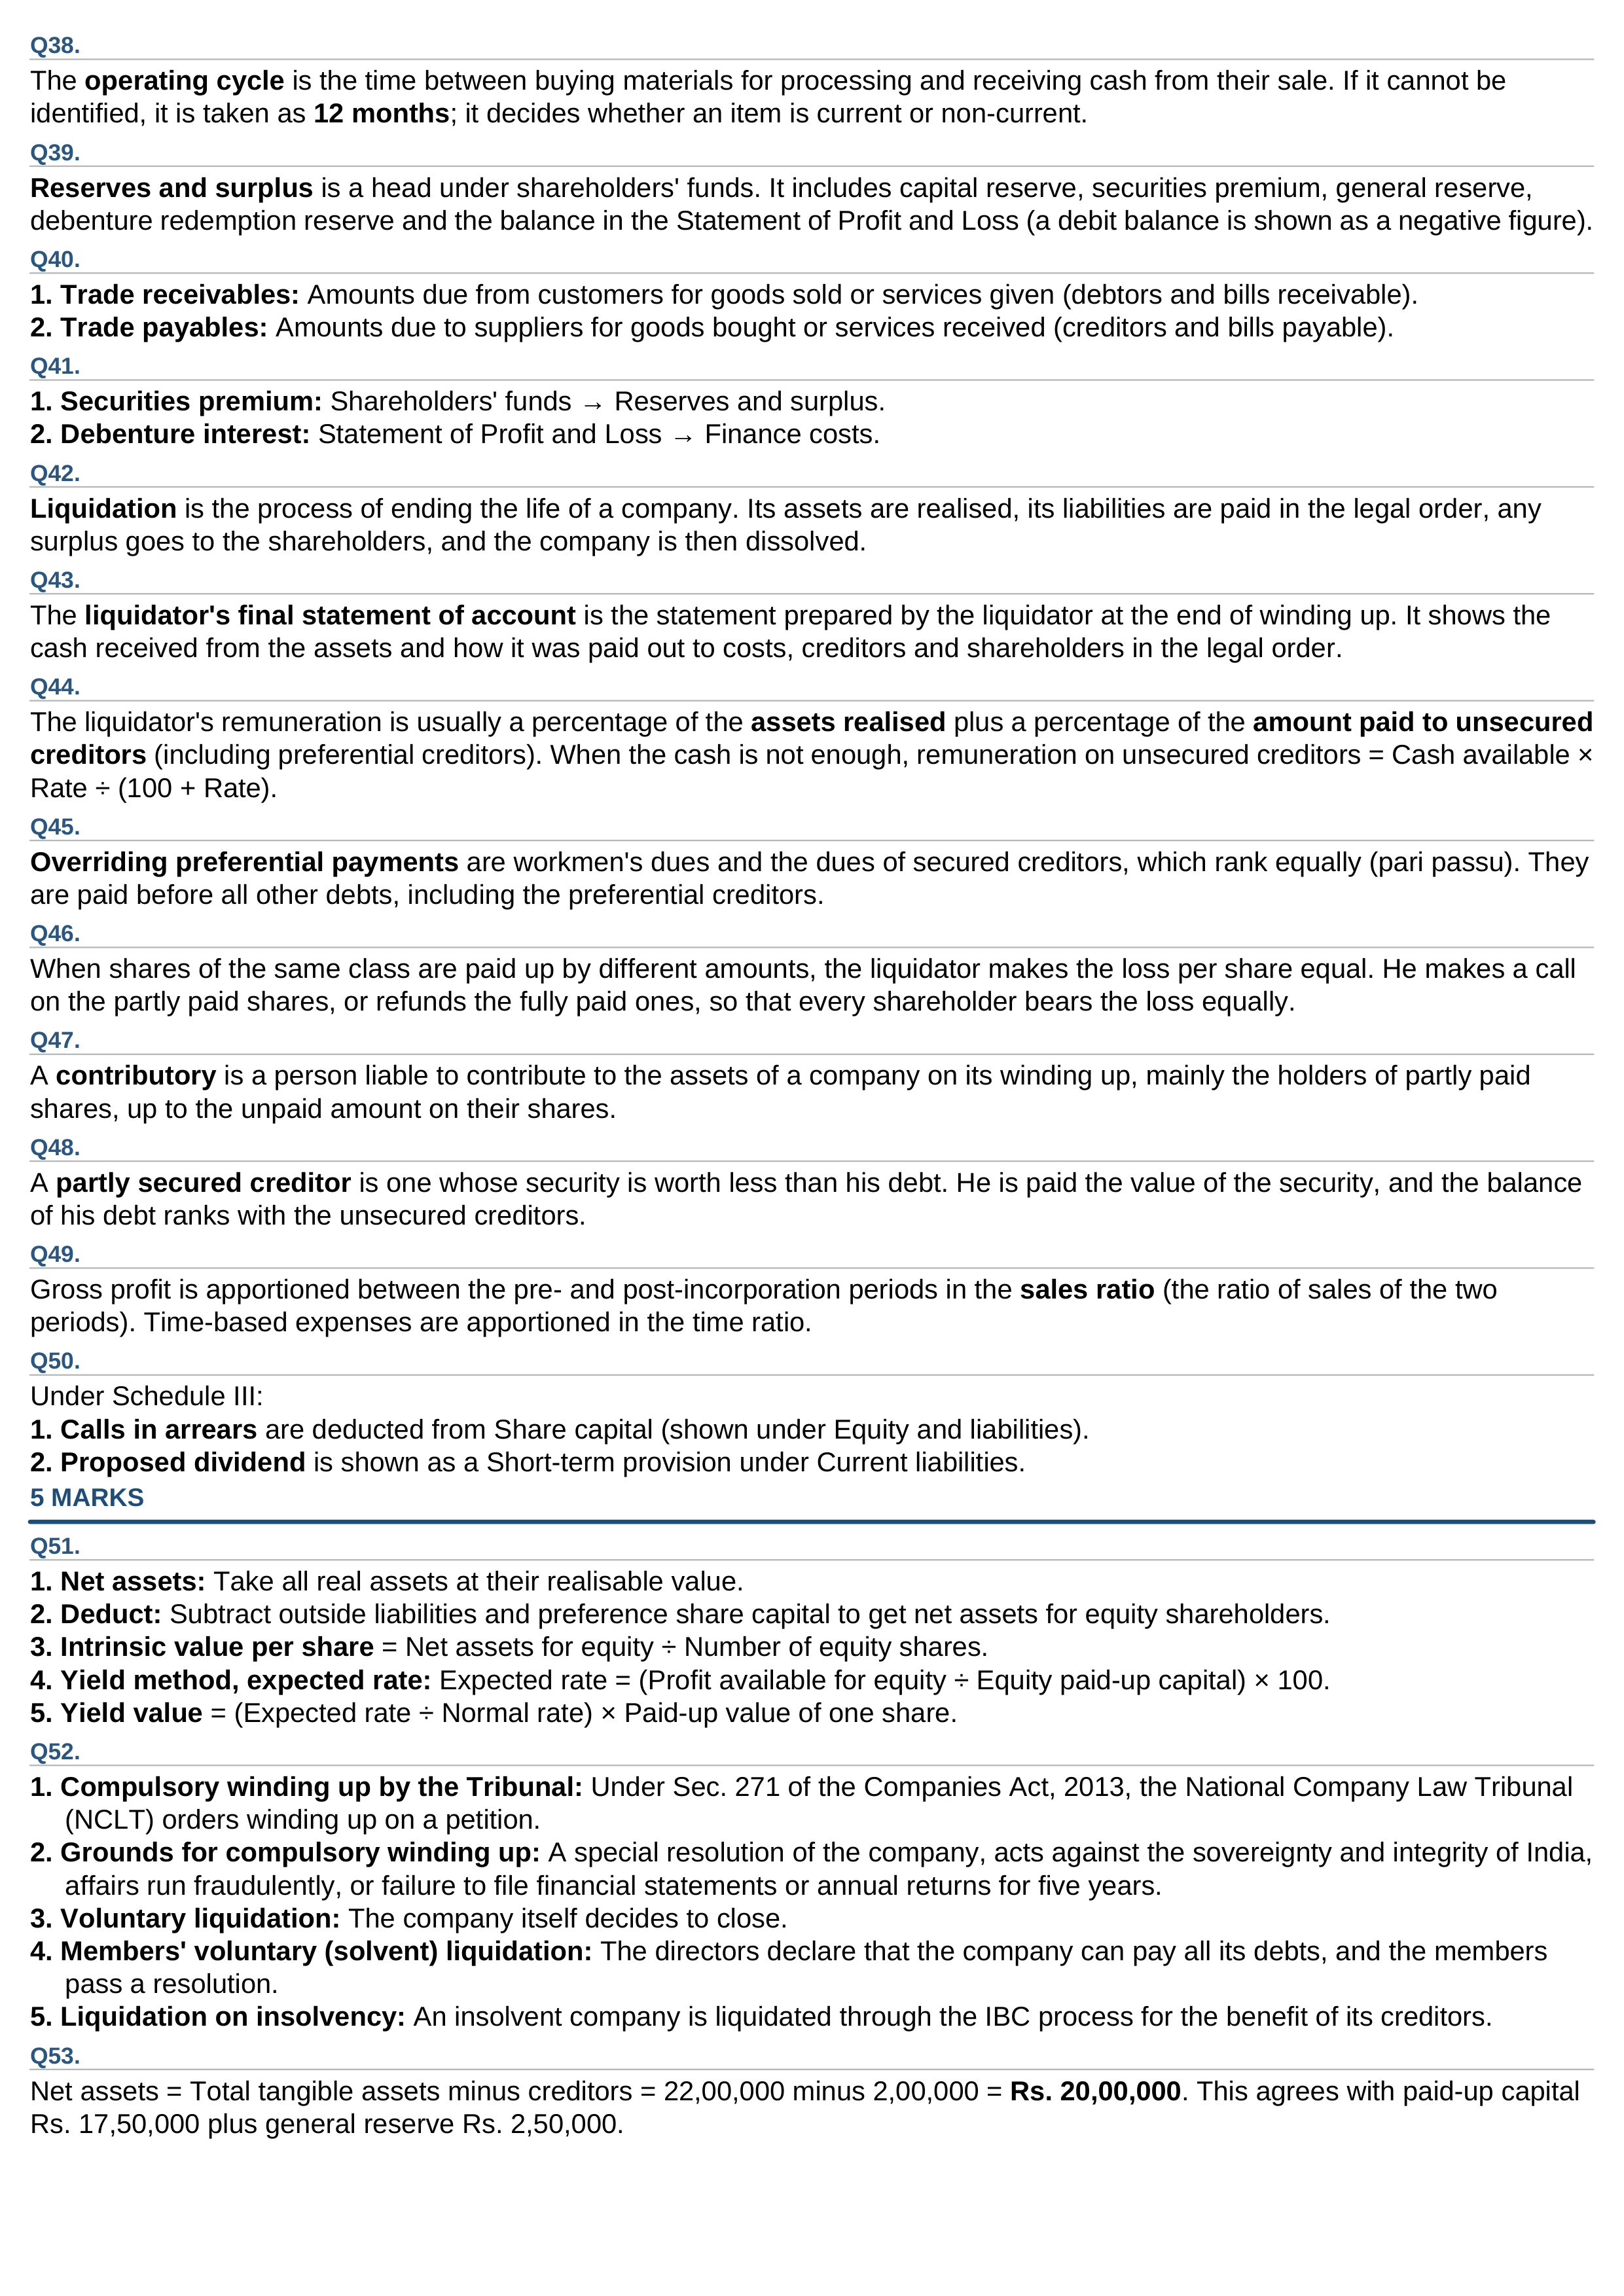 Q38.
The operating cycle is the time between buying materials for processing and receiving cash from their sale. If it cannot be
identified, it is taken as 12 months; it decides whether an item is current or non-current.
Q39.
Reserves and surplus is a head under shareholders' funds. It includes capital reserve, securities premium, general reserve,
debenture redemption reserve and the balance in the Statement of Profit and Loss (a debit balance is shown as a negative figure).
Q40.
1. Trade receivables: Amounts due from customers for goods sold or services given (debtors and bills receivable).
2. Trade payables: Amounts due to suppliers for goods bought or services received (creditors and bills payable).
Q41.
1. Securities premium: Shareholders' funds → Reserves and surplus.
2. Debenture interest: Statement of Profit and Loss → Finance costs.
Q42.
Liquidation is the process of ending the life of a company. Its assets are realised, its liabilities are paid in the legal order, any
surplus goes to the shareholders, and the company is then dissolved.
Q43.
The liquidator's final statement of account is the statement prepared by the liquidator at the end of winding up. It shows the
cash received from the assets and how it was paid out to costs, creditors and shareholders in the legal order.
Q44.
The liquidator's remuneration is usually a percentage of the assets realised plus a percentage of the amount paid to unsecured
creditors (including preferential creditors). When the cash is not enough, remuneration on unsecured creditors = Cash available ×
Rate ÷ (100 + Rate).
Q45.
Overriding preferential payments are workmen's dues and the dues of secured creditors, which rank equally (pari passu). They
are paid before all other debts, including the preferential creditors.
Q46.
When shares of the same class are paid up by different amounts, the liquidator makes the loss per share equal. He makes a call
on the partly paid shares, or refunds the fully paid ones, so that every shareholder bears the loss equally.
Q47.
A contributory is a person liable to contribute to the assets of a company on its winding up, mainly the holders of partly paid
shares, up to the unpaid amount on their shares.
Q48.
A partly secured creditor is one whose security is worth less than his debt. He is paid the value of the security, and the balance
of his debt ranks with the unsecured creditors.
Q49.
Gross profit is apportioned between the pre- and post-incorporation periods in the sales ratio (the ratio of sales of the two
periods). Time-based expenses are apportioned in the time ratio.
Q50.
Under Schedule III:
1. Calls in arrears are deducted from Share capital (shown under Equity and liabilities).
2. Proposed dividend is shown as a Short-term provision under Current liabilities.
5 MARKS
Q51.
1. Net assets: Take all real assets at their realisable value.
2. Deduct: Subtract outside liabilities and preference share capital to get net assets for equity shareholders.
3. Intrinsic value per share = Net assets for equity ÷ Number of equity shares.
4. Yield method, expected rate: Expected rate = (Profit available for equity ÷ Equity paid-up capital) × 100.
5. Yield value = (Expected rate ÷ Normal rate) × Paid-up value of one share.
Q52.
1. Compulsory winding up by the Tribunal: Under Sec. 271 of the Companies Act, 2013, the National Company Law Tribunal
(NCLT) orders winding up on a petition.
2. Grounds for compulsory winding up: A special resolution of the company, acts against the sovereignty and integrity of India,
affairs run fraudulently, or failure to file financial statements or annual returns for five years.
3. Voluntary liquidation: The company itself decides to close.
4. Members' voluntary (solvent) liquidation: The directors declare that the company can pay all its debts, and the members
pass a resolution.
5. Liquidation on insolvency: An insolvent company is liquidated through the IBC process for the benefit of its creditors.
Q53.
Net assets = Total tangible assets minus creditors = 22,00,000 minus 2,00,000 = Rs. 20,00,000. This agrees with paid-up capital
Rs. 17,50,000 plus general reserve Rs. 2,50,000.